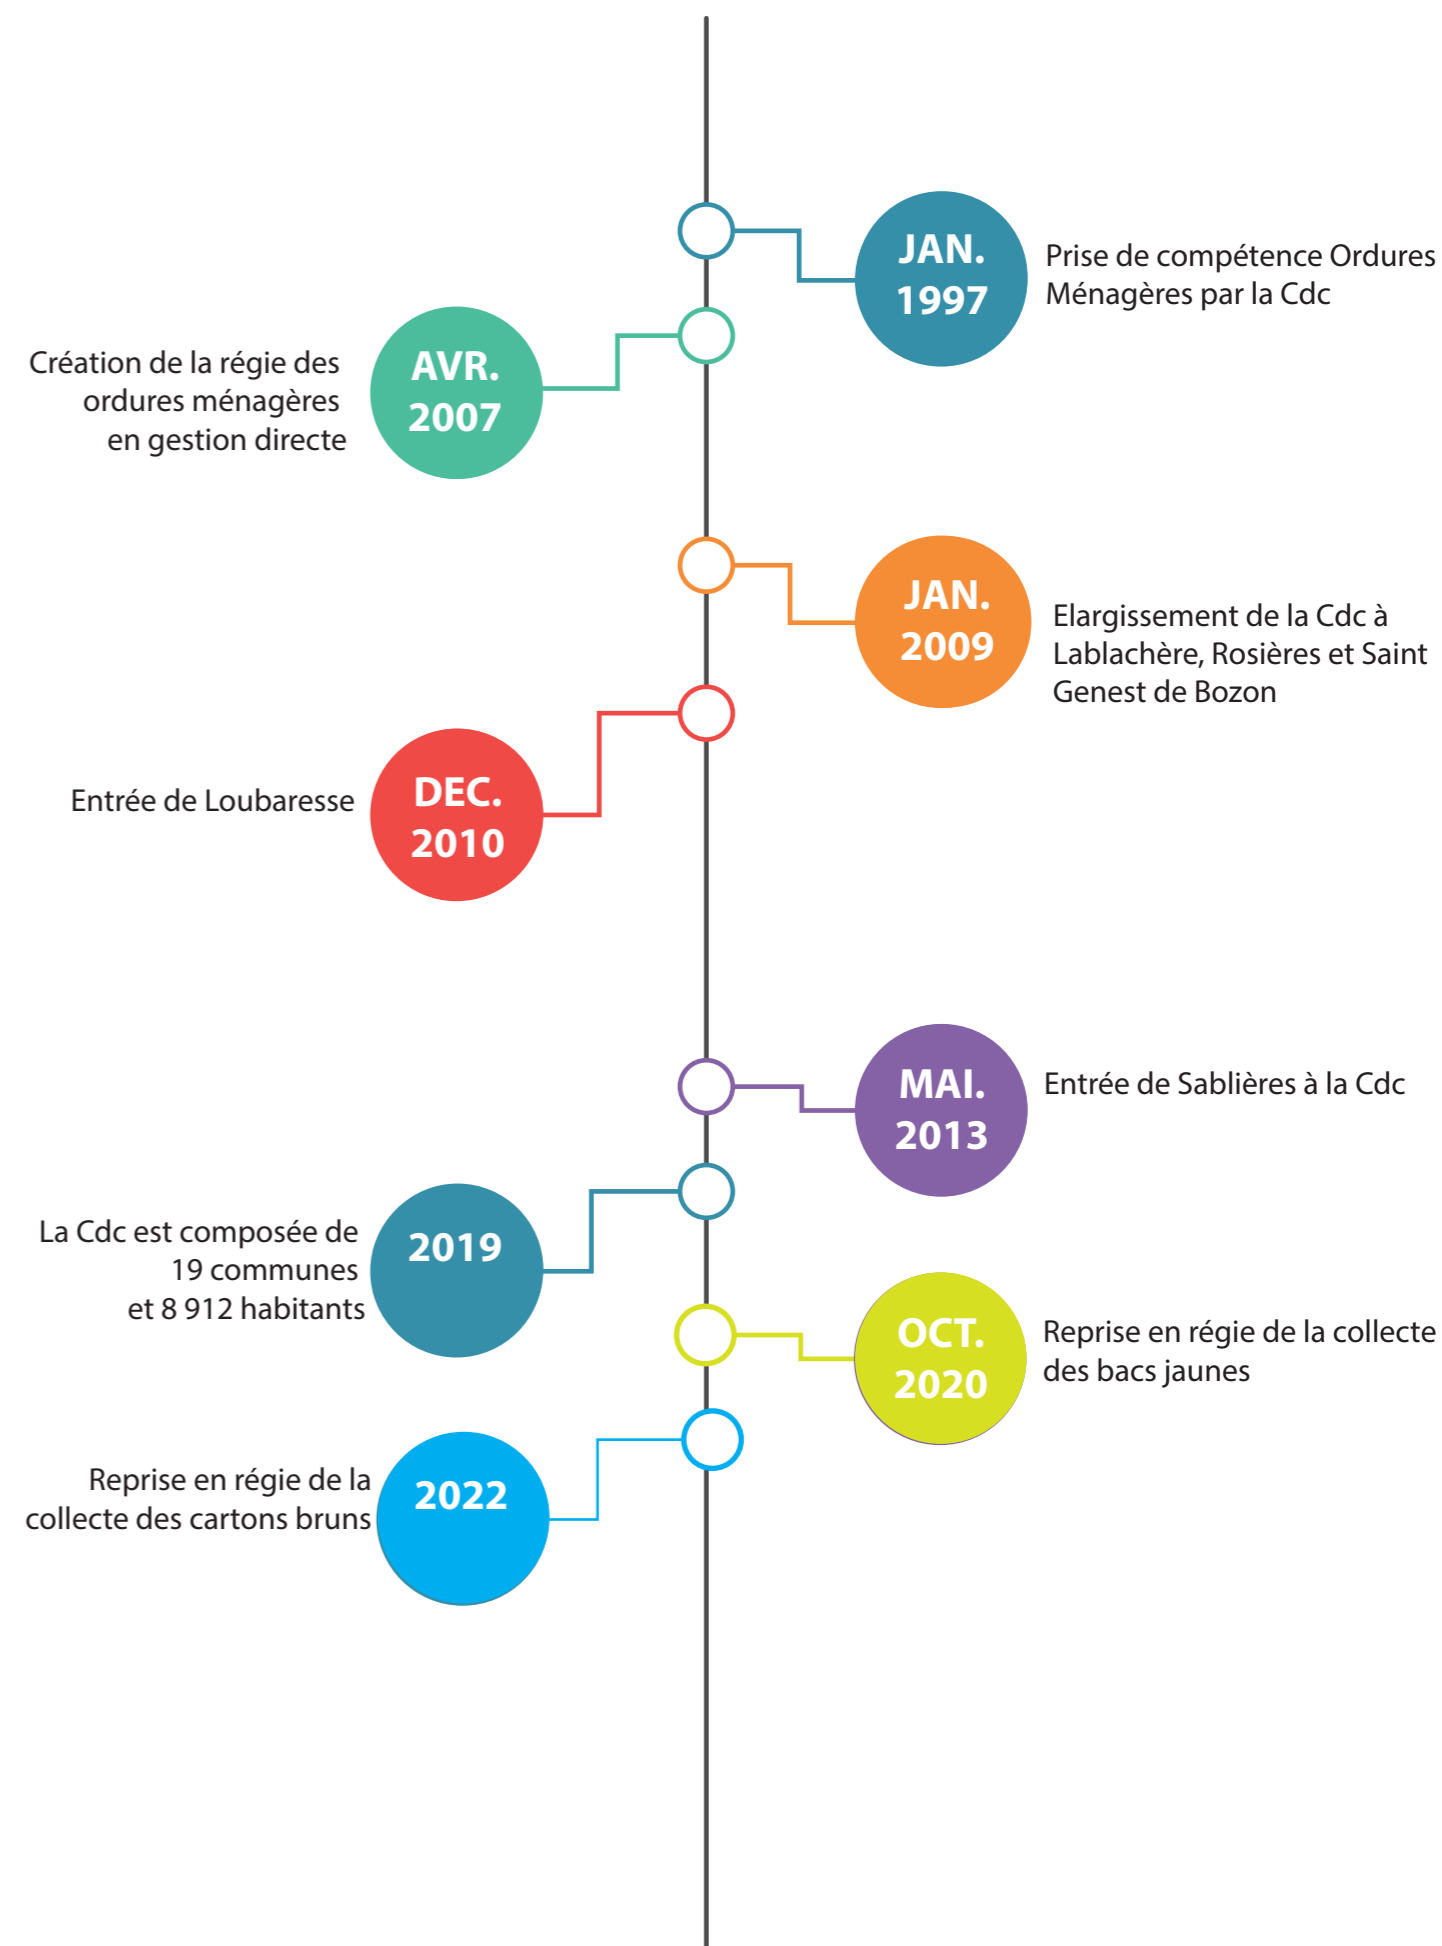 JAN.
1997
Prise de compétence Ordures
Ménagères par la Cdc
AVR.
2007
Création de la régie des
ordures ménagères
en gestion directe
JAN.
2009
Elargissement de la Cdc à
Lablachère, Rosières et Saint
Genest de Bozon
DEC.
2010
Entrée de Loubaresse
MAI.
2013
Entrée de Sablières à la Cdc
2019
La Cdc est composée de
19 communes
et 8 912 habitants
OCT.
2020
Reprise en régie de la collecte
des bacs jaunes
2022
Reprise en régie de la
collecte des cartons bruns